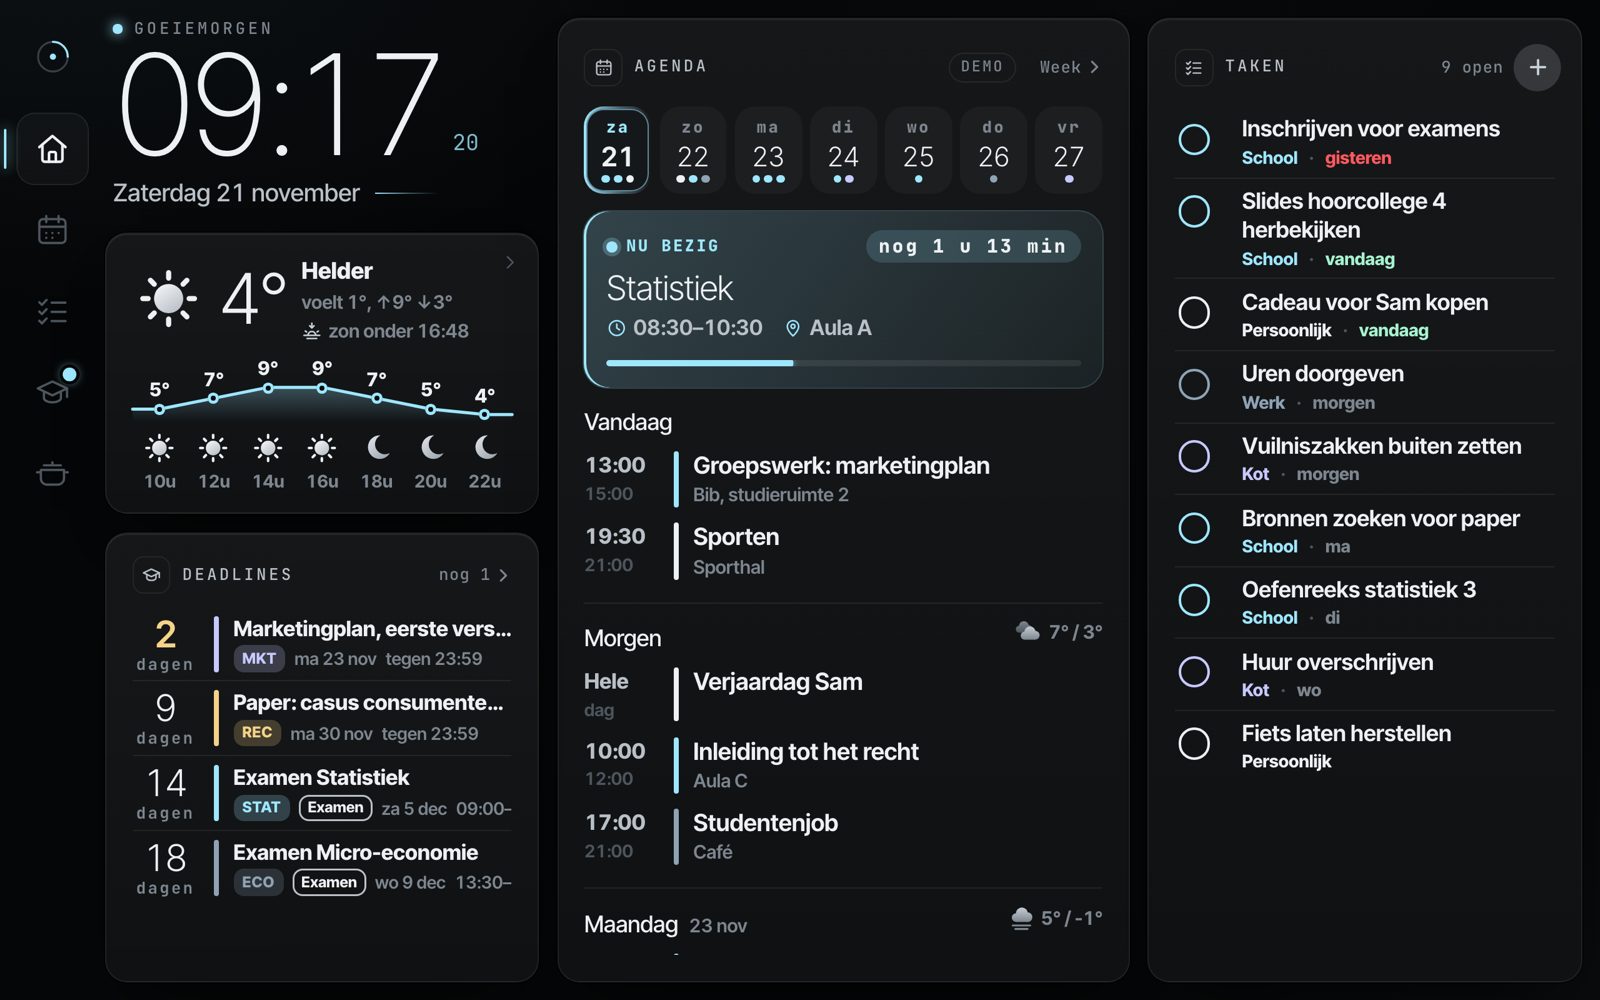 GOEIEMORGEN
09:17
20
Zaterdag 21 november
4°
Helder
voelt 1°, ↑9° ↓3°
zon onder 16:48
5° 7° 9° 9° 7° 5° 4°
10u 12u 14u 16u 18u 20u 22u
DEADLINES
nog 1
2 dagen
Marketingplan, eerste vers...
MKT ma 23 nov tegen 23:59
9 dagen
Paper: casus consumente...
REC ma 30 nov tegen 23:59
14 dagen
Examen Statistiek
STAT Examen za 5 dec 09:00–
18 dagen
Examen Micro-economie
ECO Examen wo 9 dec 13:30–
AGENDA
DEMO
Week
za zo ma di wo do vr
21 22 23 24 25 26 27
NU BEZIG
nog 1 u 13 min
Statistiek
08:30–10:30 Aula A
Vandaag
13:00 Groepswerk: marketingplan
15:00 Bib, studieruimte 2
19:30 Sporten
21:00 Sporthal
Morgen 7° / 3°
Hele Verjaardag Sam
dag
10:00 Inleiding tot het recht
12:00 Aula C
17:00 Studentenjob
21:00 Café
Maandag 23 nov 5° / -1°
TAKEN
9 open
Inschrijven voor examens
School · gisteren
Slides hoorcollege 4
herbekijken
School · vandaag
Cadeau voor Sam kopen
Persoonlijk · vandaag
Uren doorgeven
Werk · morgen
Vuilniszakken buiten zetten
Kot · morgen
Bronnen zoeken voor paper
School · ma
Oefenreeks statistiek 3
School · di
Huur overschrijven
Kot · wo
Fiets laten herstellen
Persoonlijk